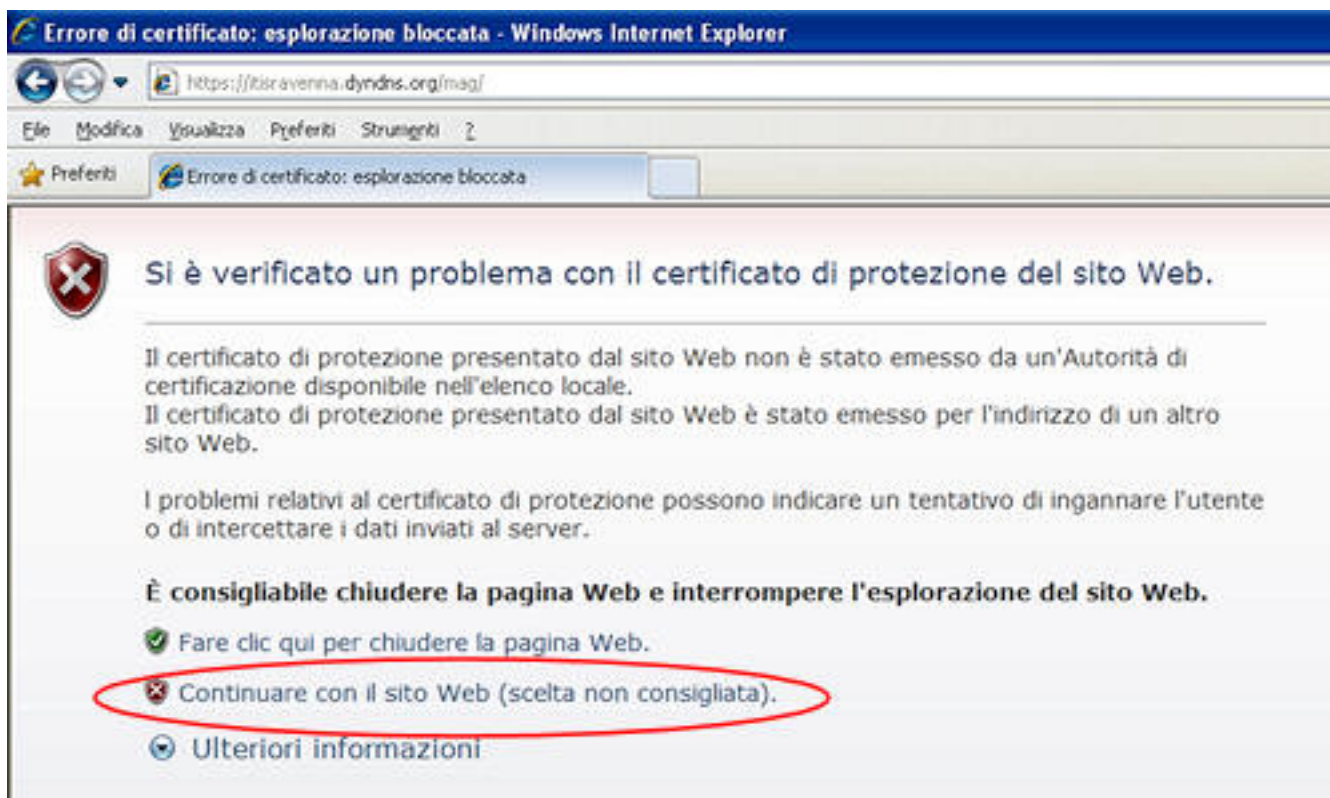 Errore di certificato: esplorazione bloccata - Windows Internet Explorer
https://itisravenna.dyndns.org/mag/
File Modifica Visualizza Preferiti Strumenti ?
Preferiti
Errore di certificato: esplorazione bloccata
Si è verificato un problema con il certificato di protezione del sito Web.
Il certificato di protezione presentato dal sito Web non è stato emesso da un'Autorità di
certificazione disponibile nell'elenco locale.
Il certificato di protezione presentato dal sito Web è stato emesso per l'indirizzo di un altro
sito Web.
I problemi relativi al certificato di protezione possono indicare un tentativo di ingannare l'utente
o di intercettare i dati inviati al server.
È consigliabile chiudere la pagina Web e interrompere l'esplorazione del sito Web.
Fare clic qui per chiudere la pagina Web.
Continuare con il sito Web (scelta non consigliata).
Ulteriori informazioni